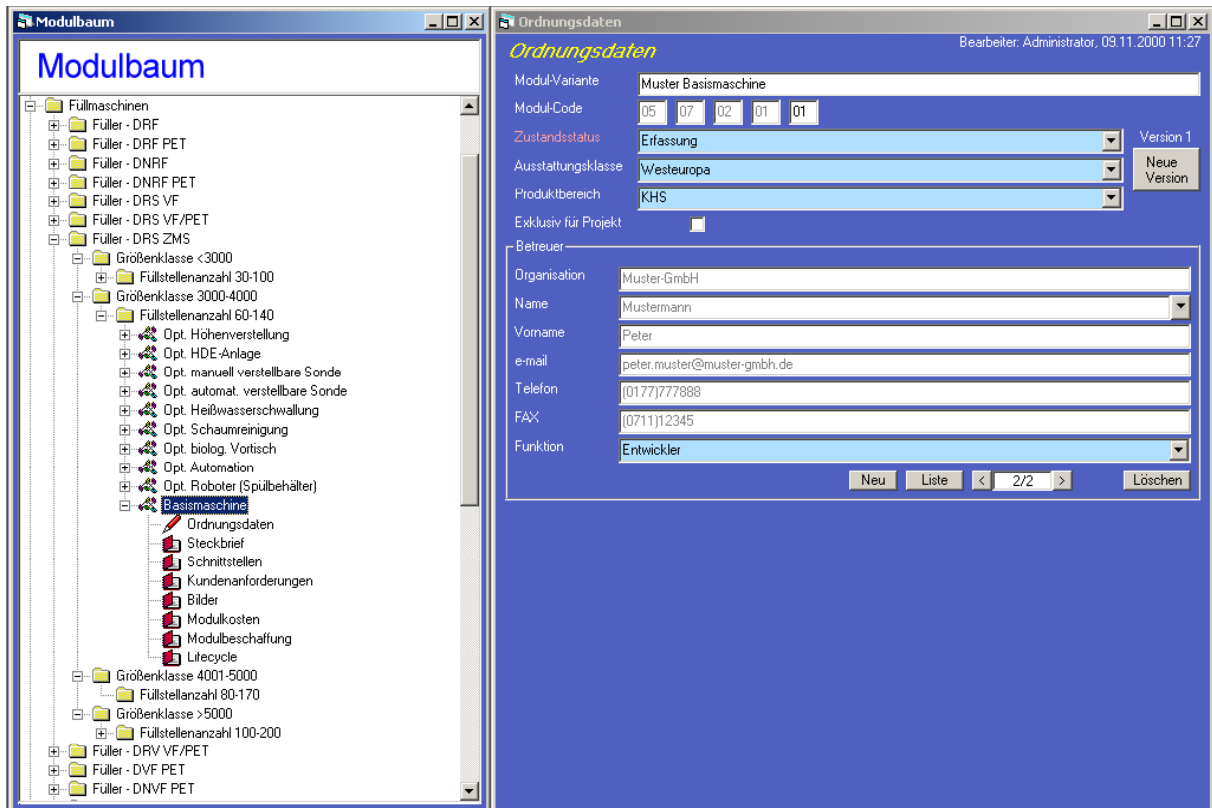 Modulbaum
Modulbaum
Füllmaschinen
Füller - DRF
Füller - DRF PET
Füller - DNRF
Füller - DNRF PET
Füller - DRS VF
Füller - DRS VF/PET
Füller - DRS ZMS
Größenklasse <3000
Füllstellenanzahl 30-100
Größenklasse 3000-4000
Füllstellenanzahl 60-140
Opt. Höhenverstellung
Opt. HDE-Anlage
Opt. manuell verstellbare Sonde
Opt. automat. verstellbare Sonde
Opt. Heißwasserschwallung
Opt. Schaumreinigung
Opt. biolog. Vortisch
Opt. Automation
Opt. Roboter (Spülbehälter)
Basismaschine
Ordnungsdaten
Steckbrief
Schnittstellen
Kundenanforderungen
Bilder
Modulkosten
Modulbeschaffung
Lifecycle
Größenklasse 4001-5000
Füllstellanzahl 80-170
Größenklasse >5000
Füllstellenanzahl 100-200
Füller - DRV VF/PET
Füller - DVF PET
Füller - DNVF PET
Ordnungsdaten
Ordnungsdaten
Bearbeiter: Administrator, 09.11.2000 11:27
Modul-Variante Muster Basismaschine
Modul-Code 05 07 02 01 01
Zustandsstatus Erfassung Version 1
Ausstattungsklasse Westeuropa Neue
Version
Produktbereich KHS
Exklusiv für Projekt
Betreuer
Organisation Muster-GmbH
Name Mustermann
Vorname Peter
e-mail peter.muster@muster-gmbh.de
Telefon (0177)777888
FAX (0711)12345
Funktion Entwickler
Neu Liste < 2/2 > Löschen